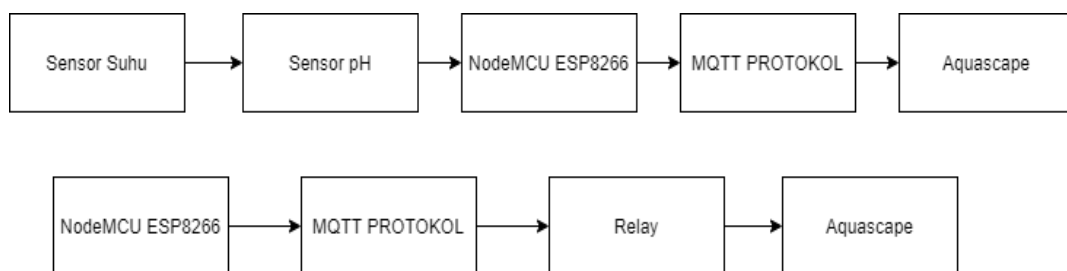 Sensor Suhu
Sensor pH
NodeMCU ESP8266
MQTT PROTOKOL
Aquascape
NodeMCU ESP8266
MQTT PROTOKOL
Relay
Aquascape